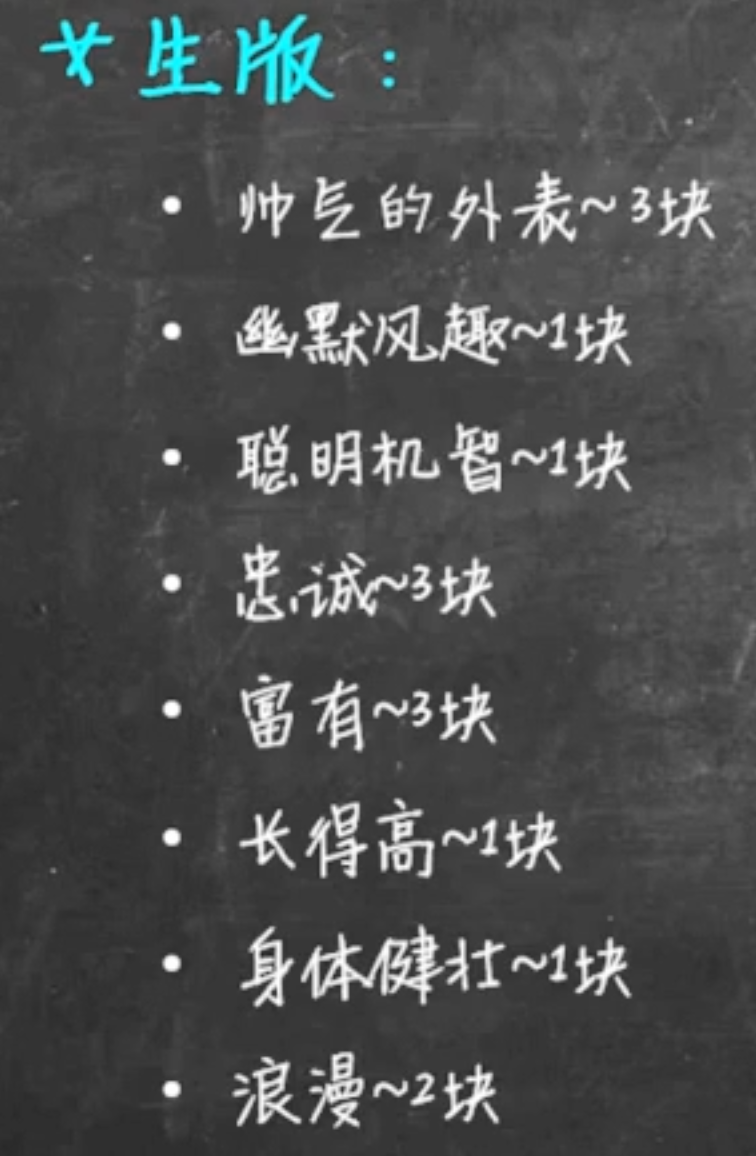 女生版：
• 帅气的外表~3块
• 幽默风趣~1块
• 聪明机智~1块
• 忠诚~3块
• 富有~3块
• 长得高~1块
• 身体健壮~1块
• 浪漫~2块